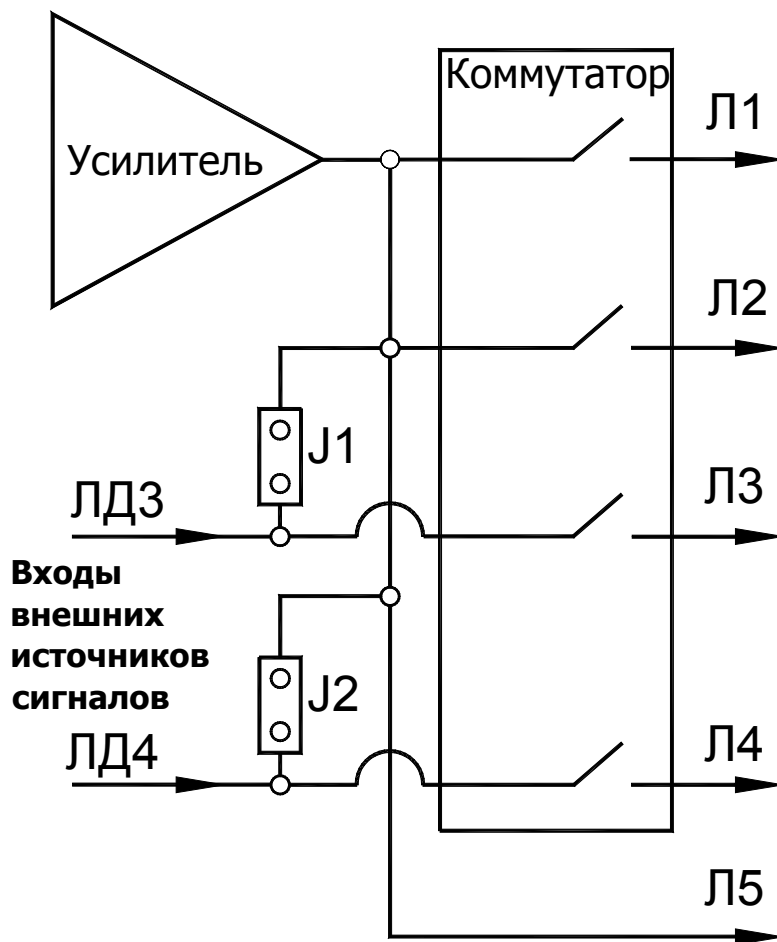 Коммутатор
Л1
Усилитель
Л2
J1
ЛД3
Л3
Входы
внешних
источников
сигналов
J2
ЛД4
Л4
Л5